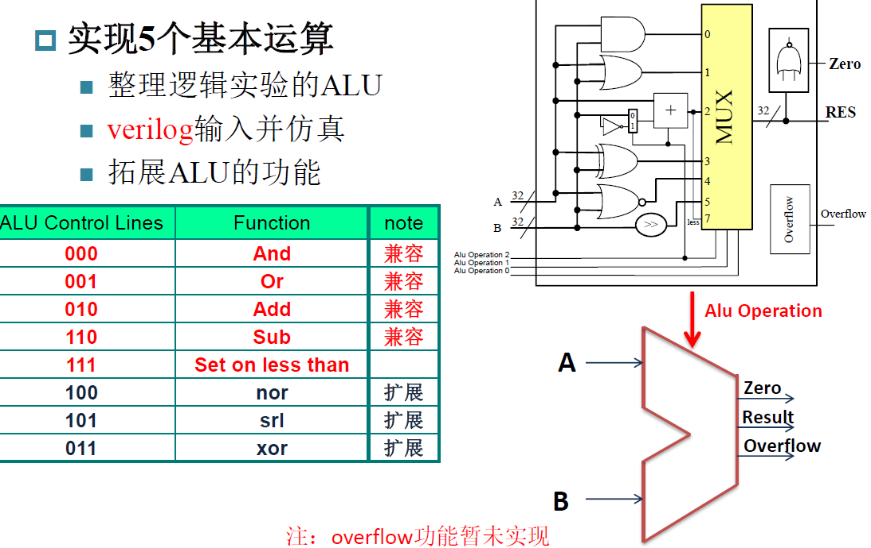 实现5个基本运算
整理逻辑实验的ALU
verilog输入并仿真
拓展ALU的功能
ALU Control Lines Function note
000 And 兼容
001 Or 兼容
010 Add 兼容
110 Sub 兼容
111 Set on less than
100 nor 扩展
101 srl 扩展
011 xor 扩展
0
1
0
1
+
2
3
4
5
7
less
>>
MUX
32
A 32
B 32
Alu Operation 2
Alu Operation 1
Alu Operation 0
Zero
RES
Overflow
Overflow
Alu Operation
A
B
Zero
Result
Overflow
注：overflow功能暂未实现